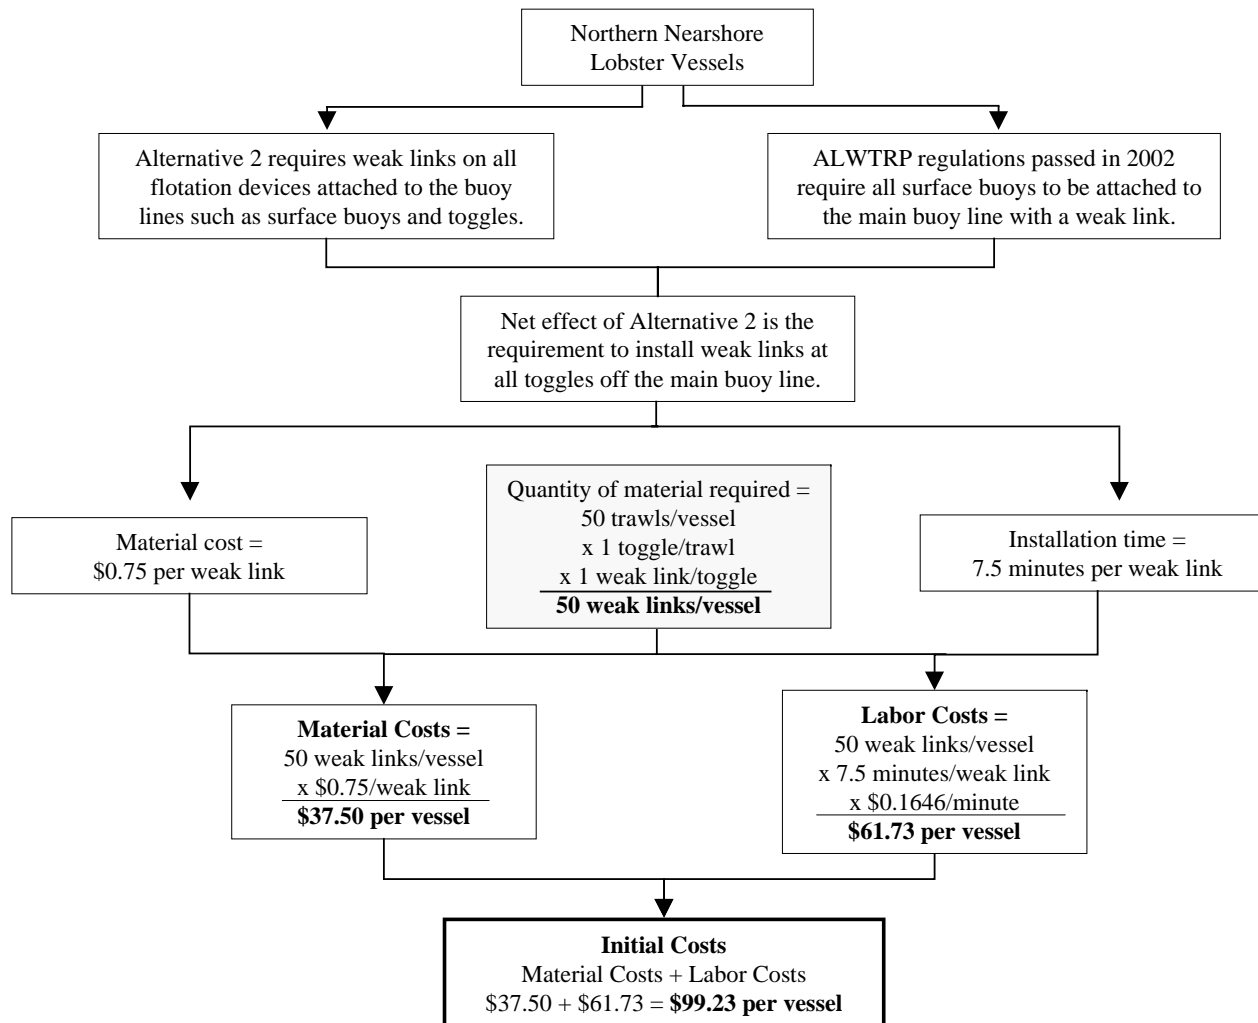 Northern Nearshore
Lobster Vessels
Alternative 2 requires weak links on all
flotation devices attached to the buoy
lines such as surface buoys and toggles.
ALWTRP regulations passed in 2002
require all surface buoys to be attached to
the main buoy line with a weak link.
Net effect of Alternative 2 is the
requirement to install weak links at
all toggles off the main buoy line.
Material cost =
$0.75 per weak link
Quantity of material required =
50 trawls/vessel
x 1 toggle/trawl
x 1 weak link/toggle
50 weak links/vessel
Installation time =
7.5 minutes per weak link
Material Costs =
50 weak links/vessel
x $0.75/weak link
$37.50 per vessel
Labor Costs =
50 weak links/vessel
x 7.5 minutes/weak link
x $0.1646/minute
$61.73 per vessel
Initial Costs
Material Costs + Labor Costs
$37.50 + $61.73 = $99.23 per vessel